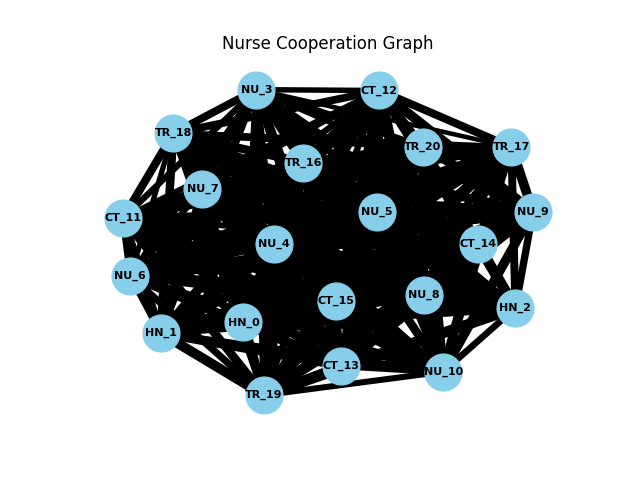 Nurse Cooperation Graph
NU_3
CT_12
TR_18
TR_20
TR_17
TR_16
NU_7
NU_5
NU_9
CT_11
NU_4
CT_14
NU_6
NU_8
CT_15
HN_2
HN_0
HN_1
CT_13
NU_10
TR_19